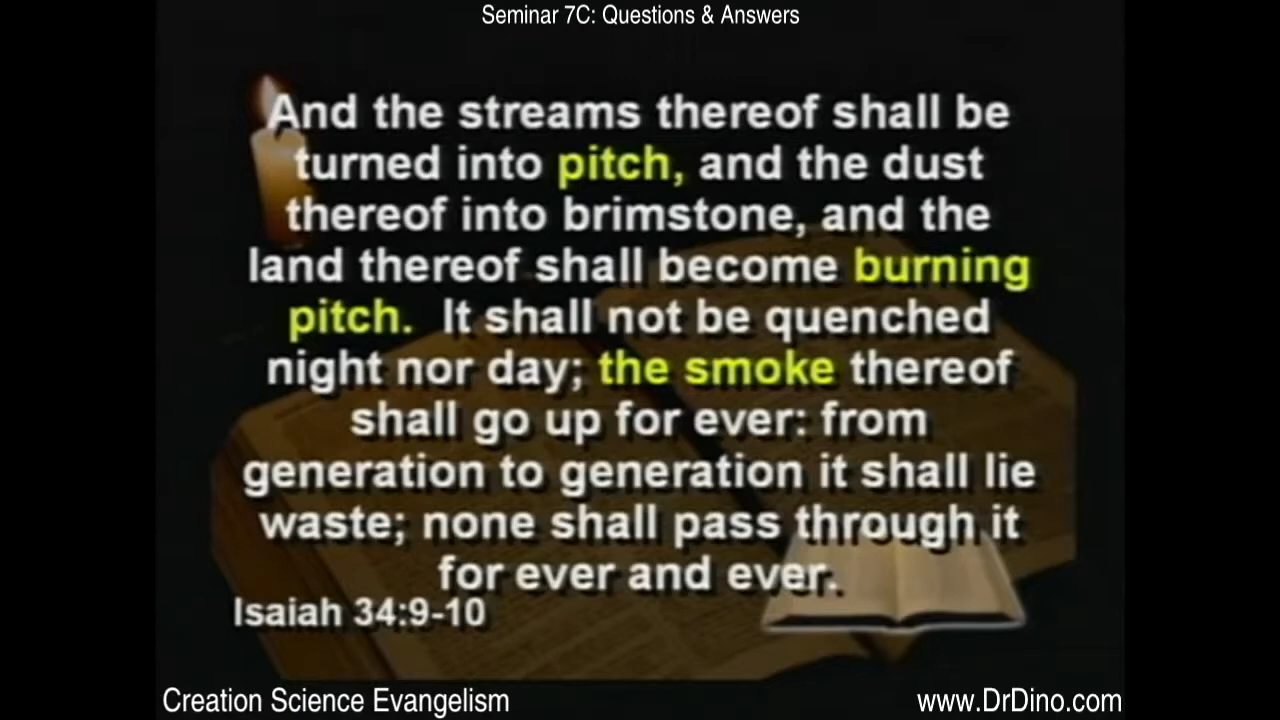 Seminar 7C: Questions & Answers
And the streams thereof shall be
turned into pitch, and the dust
thereof into brimstone, and the
land thereof shall become burning
pitch. It shall not be quenched
night nor day; the smoke thereof
shall go up for ever: from
generation to generation it shall lie
waste; none shall pass through it
for ever and ever.
Isaiah 34:9-10
Creation Science Evangelism
www.DrDino.com